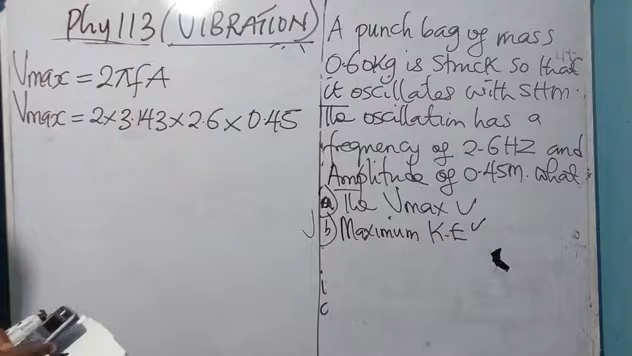 Phy 113 (VIBRATION)
Vmax = 2πfA
Vmax = 2×3.143×2.6×0.45
A punch bag of mass
0.60kg is struck so that
it oscillates with SHM.
The oscillation has a
frequency of 2.6HZ and
Amplitude of 0.45m. what
(a) The Vmax ✓
(b) Maximum K.E ✓